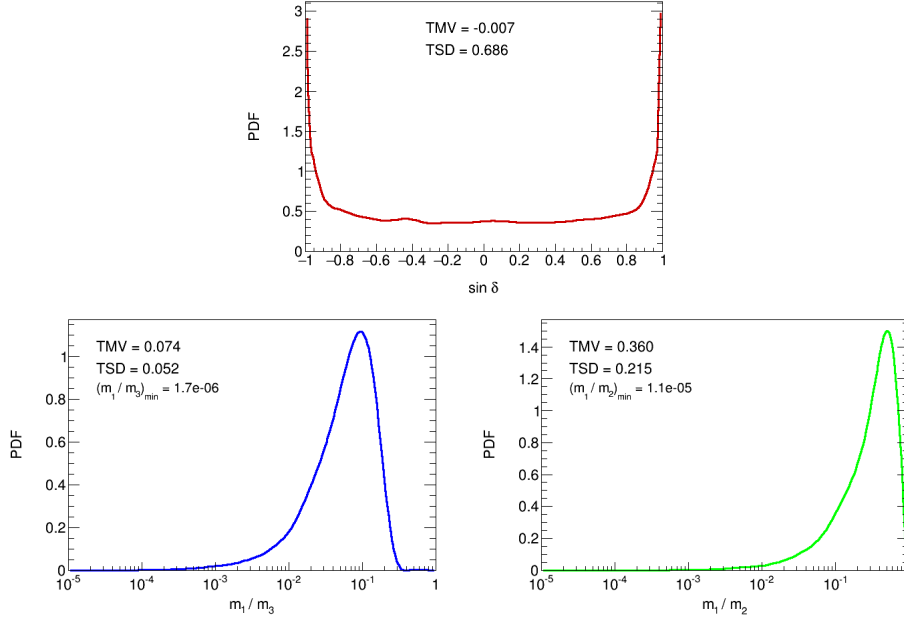 3
2.5
2
1.5
1
0.5
0
PDF
TMV = -0.007
TSD = 0.686
−1 −0.8 −0.6 −0.4 −0.2 0 0.2 0.4 0.6 0.8 1
sin δ
1
0.8
0.6
0.4
0.2
0
PDF
TMV = 0.074
TSD = 0.052
(m₁ / m₃)min = 1.7e-06
10⁻⁵ 10⁻⁴ 10⁻³ 10⁻² 10⁻¹ 1
m₁ / m₃
1.4
1.2
1
0.8
0.6
0.4
0.2
0
PDF
TMV = 0.360
TSD = 0.215
(m₁ / m₂)min = 1.1e-05
10⁻⁵ 10⁻⁴ 10⁻³ 10⁻² 10⁻¹
m₁ / m₂